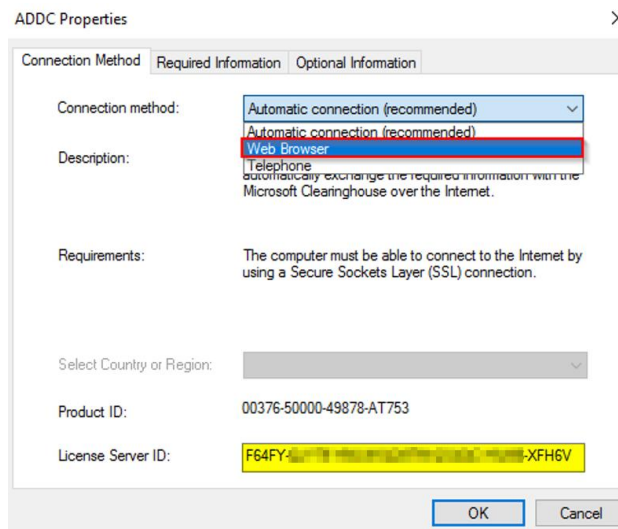 ADDC Properties
Connection Method Required Information Optional Information
Connection method: Automatic connection (recommended)
Automatic connection (recommended)
Web Browser
Telephone
Description:
automatically exchange the required information with the
Microsoft Clearinghouse over the Internet.
Requirements: The computer must be able to connect to the Internet by
using a Secure Sockets Layer (SSL) connection.
Select Country or Region:
Product ID: 00376-50000-49878-AT753
License Server ID: F64FY- -XFH6V
OK Cancel